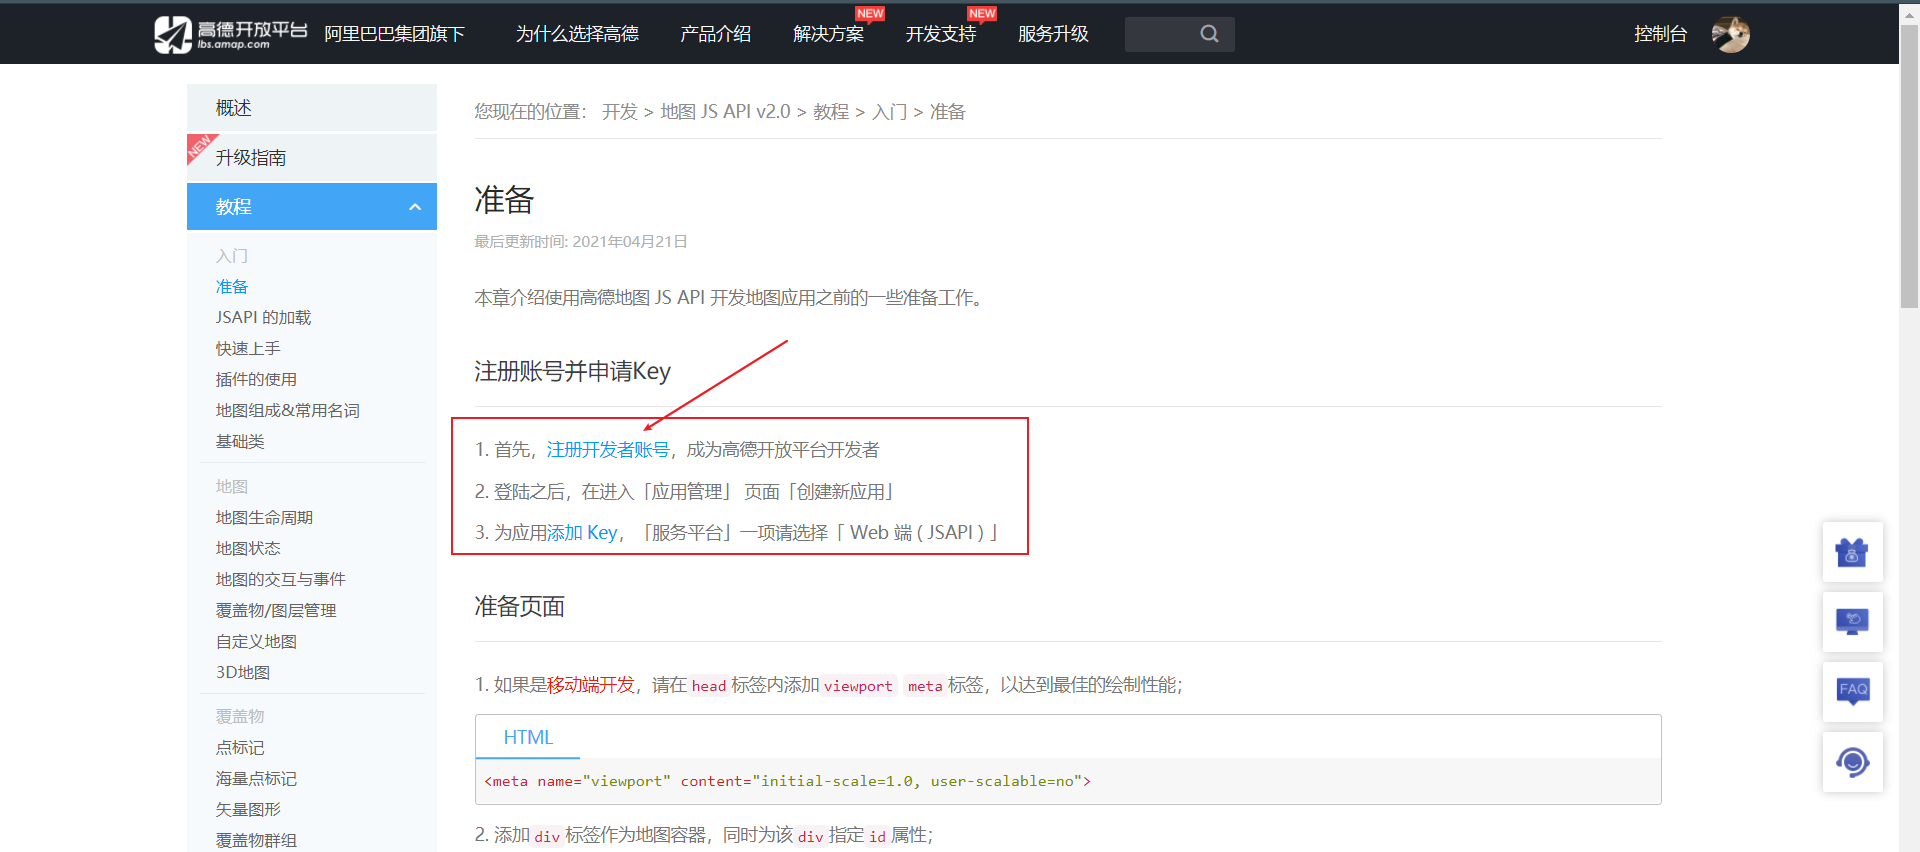 高德开放平台
lbs.amap.com
阿里巴巴集团旗下
为什么选择高德
产品介绍
解决方案
NEW
开发支持
NEW
服务升级
控制台
概述
NEW
升级指南
教程
入门
准备
JSAPI 的加载
快速上手
插件的使用
地图组成&常用名词
基础类
地图
地图生命周期
地图状态
地图的交互与事件
覆盖物/图层管理
自定义地图
3D地图
覆盖物
点标记
海量点标记
矢量图形
覆盖物群组
您现在的位置： 开发 > 地图 JS API v2.0 > 教程 > 入门 > 准备
准备
最后更新时间: 2021年04月21日
本章介绍使用高德地图 JS API 开发地图应用之前的一些准备工作。
注册账号并申请Key
1. 首先，注册开发者账号，成为高德开放平台开发者
2. 登陆之后，在进入「应用管理」 页面「创建新应用」
3. 为应用添加 Key，「服务平台」一项请选择「 Web 端 ( JSAPI ) 」
准备页面
1. 如果是移动端开发，请在 head 标签内添加 viewport meta 标签，以达到最佳的绘制性能；
HTML
<meta name="viewport" content="initial-scale=1.0, user-scalable=no">
2. 添加 div 标签作为地图容器，同时为该 div 指定 id 属性；
FAQ